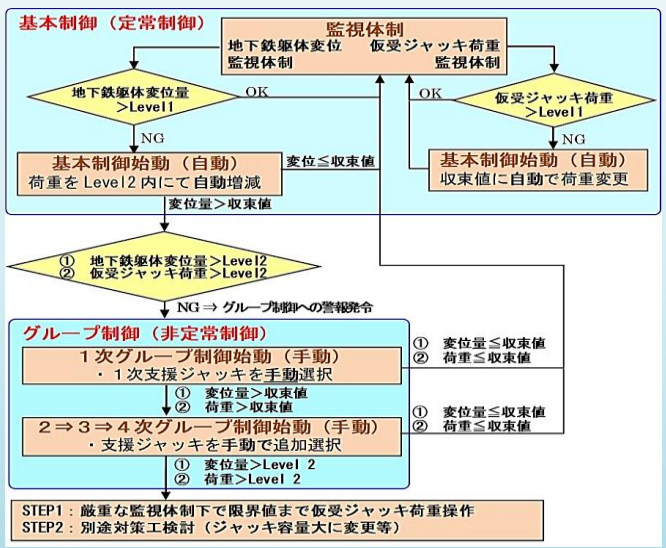 基本制御（定常制御）
監視体制
地下鉄躯体変位 仮受ジャッキ荷重
監視体制 監視体制
地下鉄躯体変位量
>Level1
OK
NG
OK
仮受ジャッキ荷重
>Level1
NG
基本制御始動（自動）
荷重をLevel2内にて自動増減
変位≦収束値
基本制御始動（自動）
収束値に自動で荷重変更
変位量>収束値
① 地下鉄躯体変位量>Level2
② 仮受ジャッキ荷重>Level2
NG ⇒ グループ制御への警報発令
グループ制御（非定常制御）
1次グループ制御始動（手動）
・1次支援ジャッキを手動選択
① 変位量≦収束値
② 荷重≦収束値
① 変位量>収束値
② 荷重>収束値
2⇒3⇒4次グループ制御始動（手動）
・支援ジャッキを手動で追加選択
① 変位量≦収束値
② 荷重≦収束値
① 変位量>Level 2
② 荷重>Level 2
STEP1：厳重な監視体制下で限界値まで仮受ジャッキ荷重操作
STEP2：別途対策工検討（ジャッキ容量大に変更等）